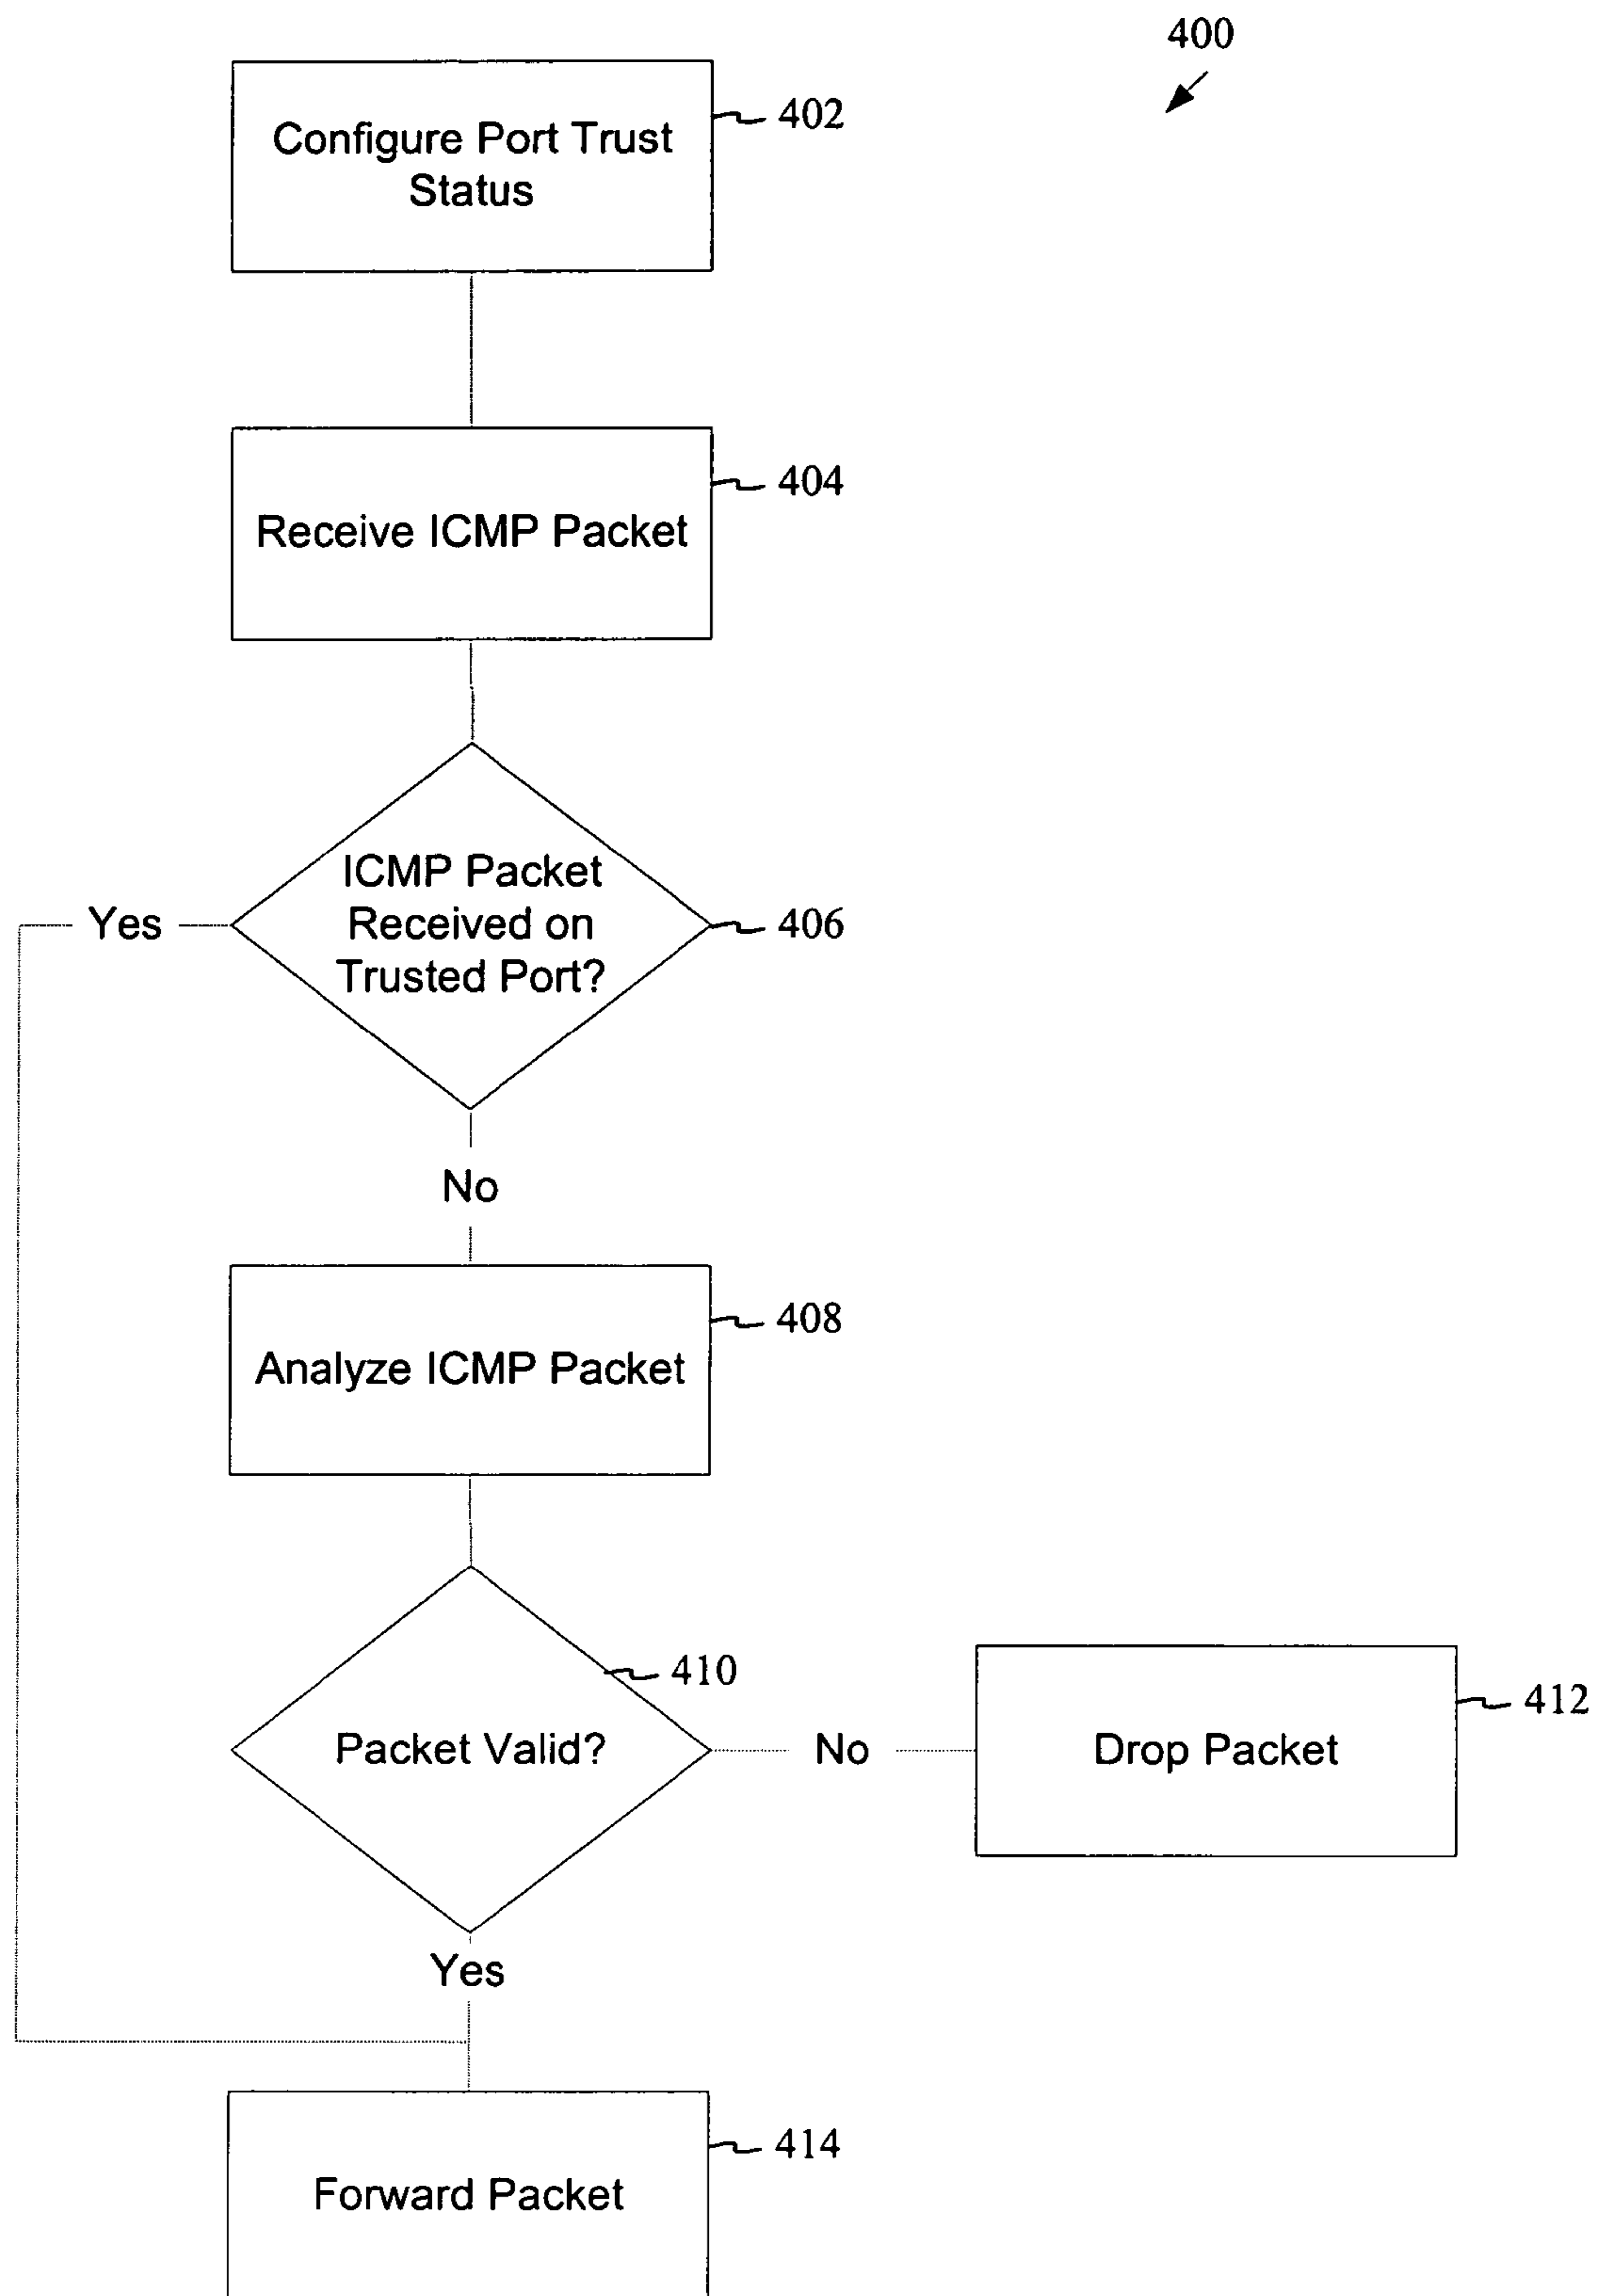 400
402
Configure Port Trust
Status
404
Receive ICMP Packet
ICMP Packet
Received on
Trusted Port?
Yes
406
No
408
Analyze ICMP Packet
410
Packet Valid?
No
412
Drop Packet
Yes
414
Forward Packet